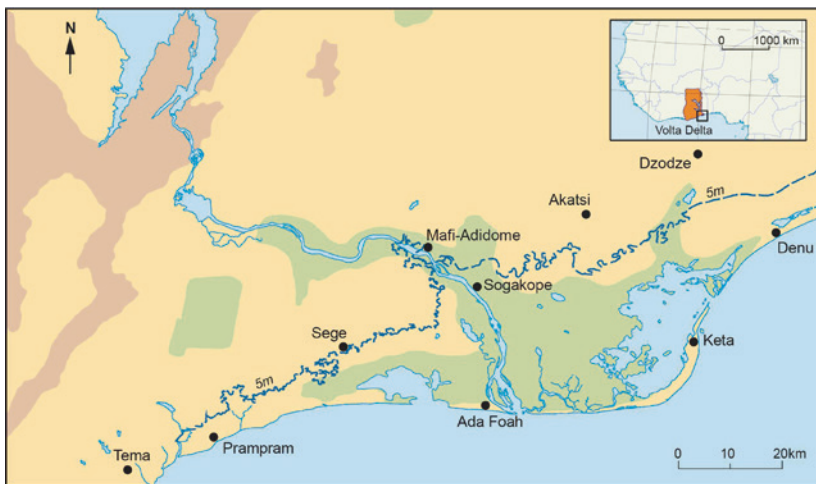 N
0 1000 km
Volta Delta
Dzodze
5m
Akatsi
Mafi-Adidome
Denu
Sogakope
Sege
Keta
5m
Ada Foah
Prampram
Tema
0 10 20km